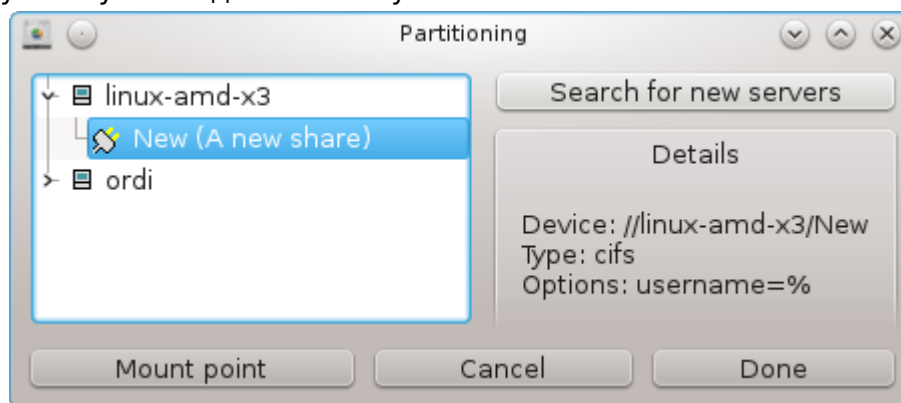 Partitioning
linux-amd-x3
New (A new share)
ordi
Search for new servers
Details
Device: //linux-amd-x3/New
Type: cifs
Options: username=%
Mount point
Cancel
Done